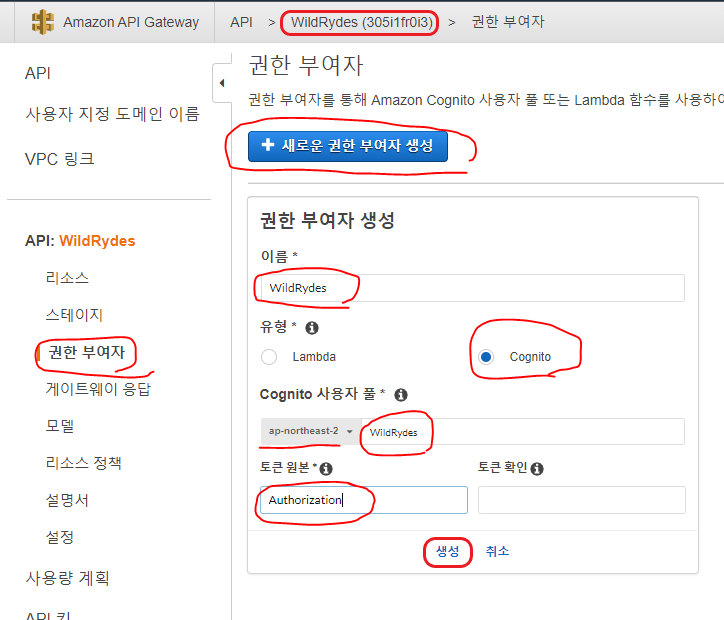 Amazon API Gateway API > WildRydes (305i1fr0i3) > 권한 부여자
API
사용자 지정 도메인 이름
VPC 링크
API: WildRydes
리소스
스테이지
권한 부여자
게이트웨이 응답
모델
리소스 정책
설명서
설정
사용량 계획
API 키
권한 부여자
권한 부여자를 통해 Amazon Cognito 사용자 풀 또는 Lambda 함수를 사용하여
+ 새로운 권한 부여자 생성
권한 부여자 생성
이름 *
WildRydes
유형 *
Lambda Cognito
Cognito 사용자 풀 *
ap-northeast-2 WildRydes
토큰 원본 * 토큰 확인
Authorization
생성 취소